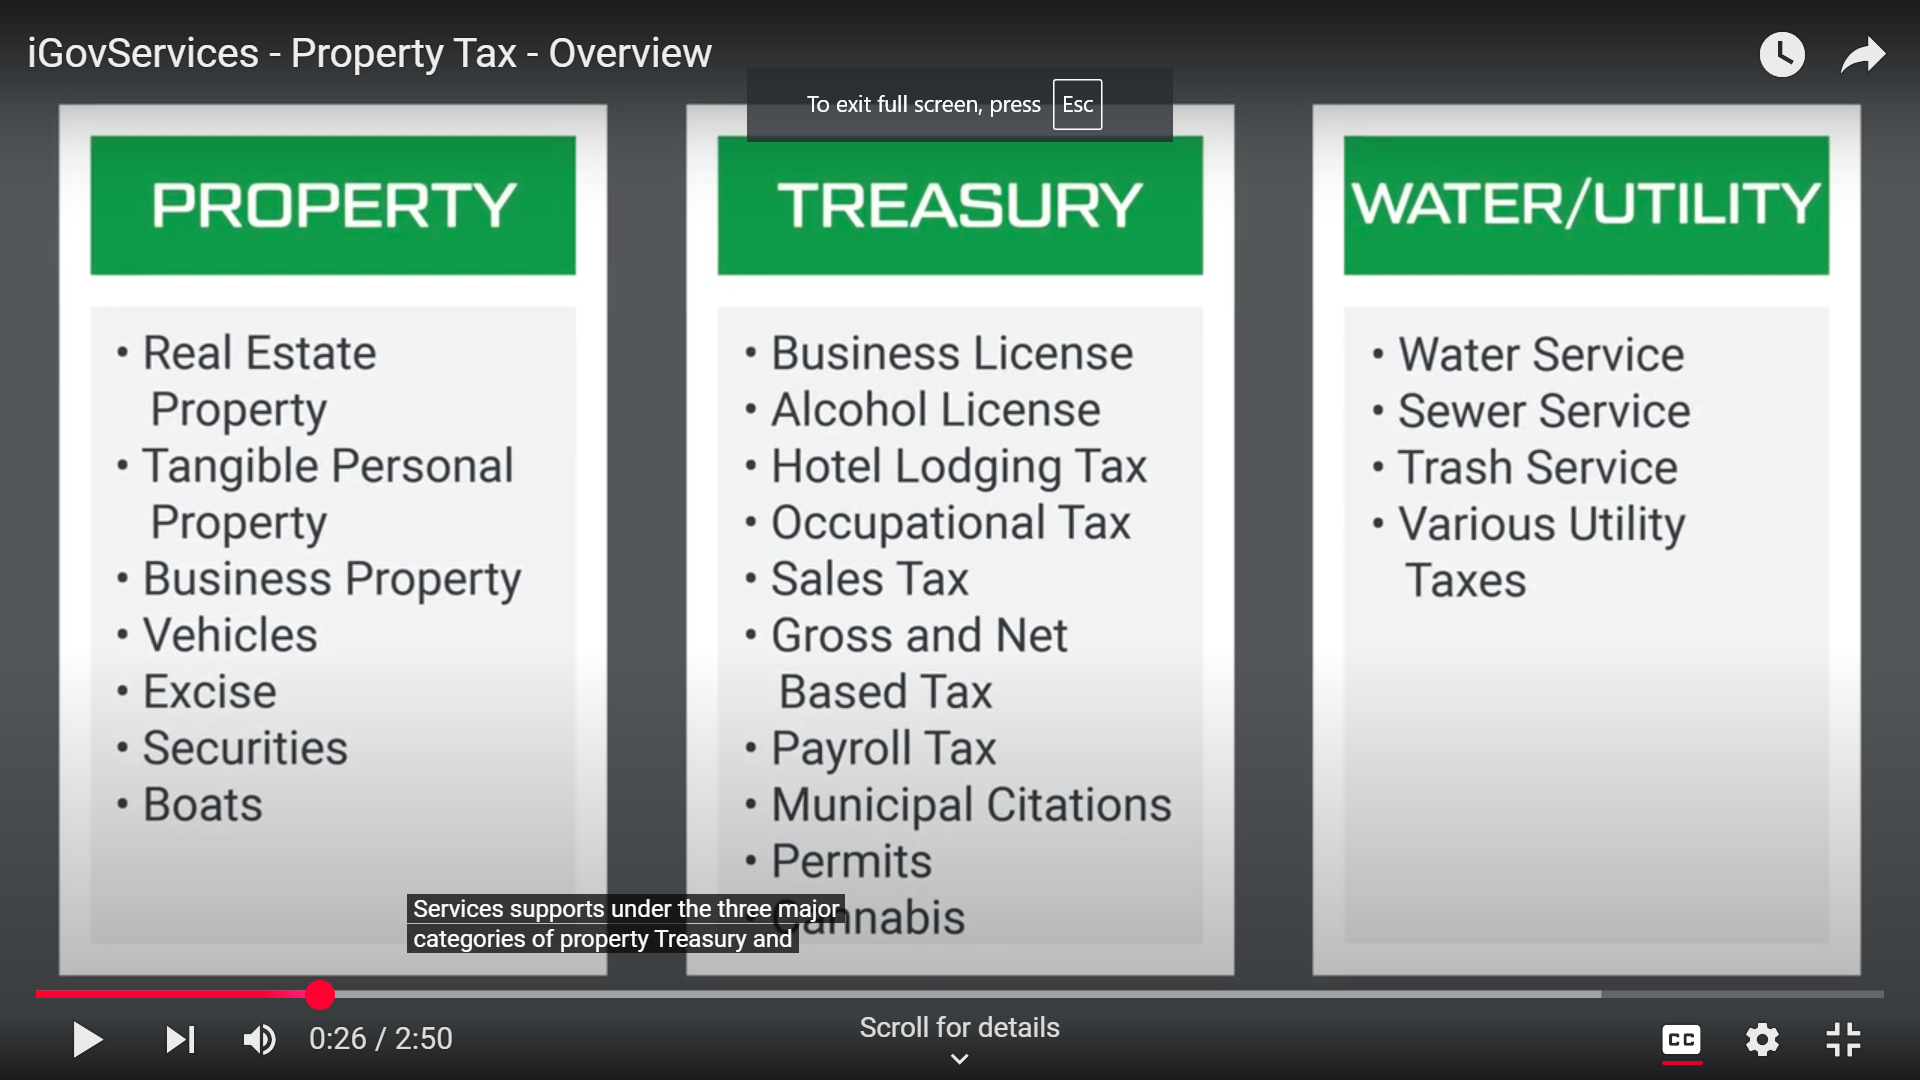 iGovServices - Property Tax - Overview
To exit full screen, press Esc
PROPERTY
• Real Estate
Property
• Tangible Personal
Property
• Business Property
• Vehicles
• Excise
• Securities
• Boats
TREASURY
• Business License
• Alcohol License
• Hotel Lodging Tax
• Occupational Tax
• Sales Tax
• Gross and Net
Based Tax
• Payroll Tax
• Municipal Citations
• Permits
• Cannabis
WATER/UTILITY
• Water Service
• Sewer Service
• Trash Service
• Various Utility
Taxes
Services supports under the three major
categories of property Treasury and
0:26 / 2:50
Scroll for details
CC